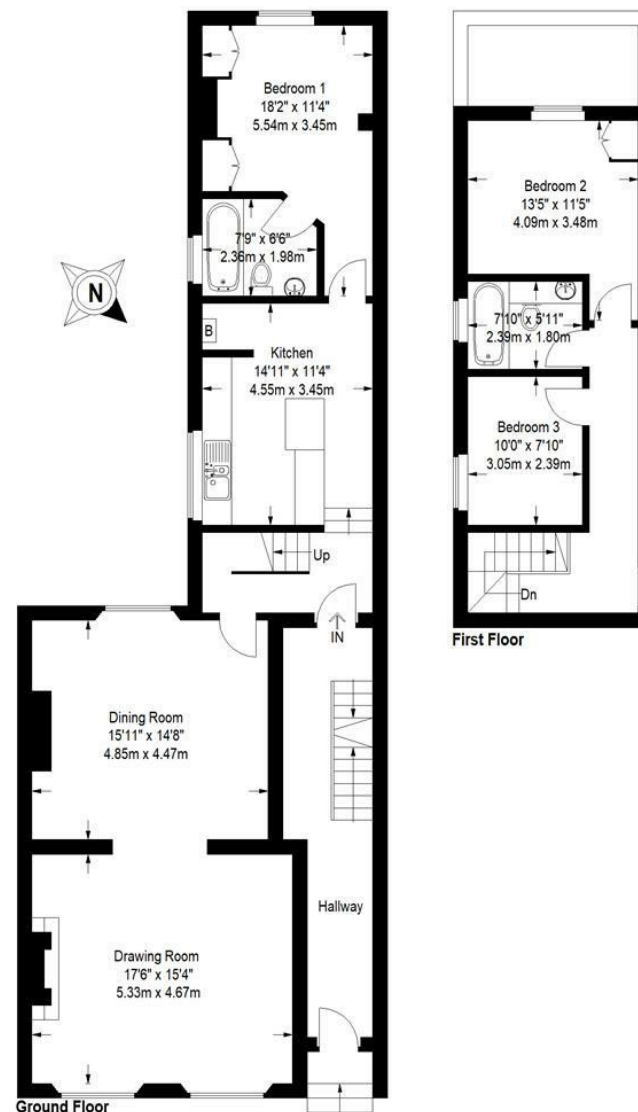 Bedroom 1
18'2" x 11'4"
5.54m x 3.45m
7'9" x 6'6"
2.36m x 1.98m
N
B
Kitchen
14'11" x 11'4"
4.55m x 3.45m
Up
IN
Dining Room
15'11" x 14'8"
4.85m x 4.47m
Hallway
Drawing Room
17'6" x 15'4"
5.33m x 4.67m
Ground Floor
Bedroom 2
13'5" x 11'5"
4.09m x 3.48m
7'10" x 5'11"
2.39m x 1.80m
Bedroom 3
10'0" x 7'10"
3.05m x 2.39m
Dn
First Floor